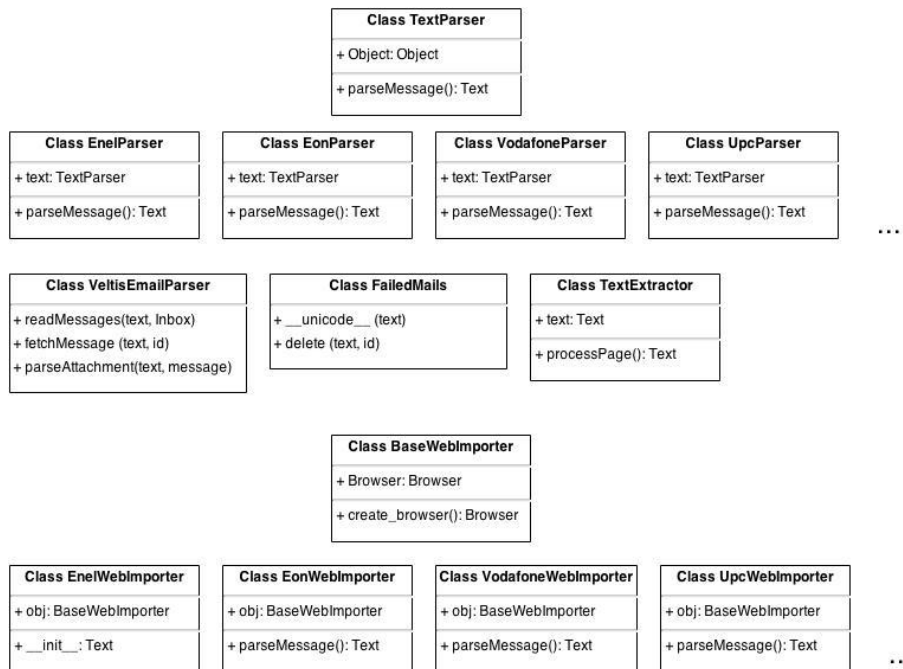 Class TextParser
+ Object: Object
+ parseMessage(): Text
Class EnelParser
+ text: TextParser
+ parseMessage(): Text
Class EonParser
+ text: TextParser
+ parseMessage(): Text
Class VodafoneParser
+ text: TextParser
+ parseMessage(): Text
Class UpcParser
+ text: TextParser
+ parseMessage(): Text
...
Class VeltisEmailParser
+ readMessages(text, Inbox)
+ fetchMessage (text, id)
+ parseAttachment(text, message)
Class FailedMails
+ __unicode__ (text)
+ delete (text, id)
Class TextExtractor
+ text: Text
+ processPage(): Text
Class BaseWebImporter
+ Browser: Browser
+ create_browser(): Browser
Class EnelWebImporter
+ obj: BaseWebImporter
+ __init__: Text
Class EonWebImporter
+ obj: BaseWebImporter
+ parseMessage(): Text
Class VodafoneWebImporter
+ obj: BaseWebImporter
+ parseMessage(): Text
Class UpcWebImporter
+ obj: BaseWebImporter
+ parseMessage(): Text
..